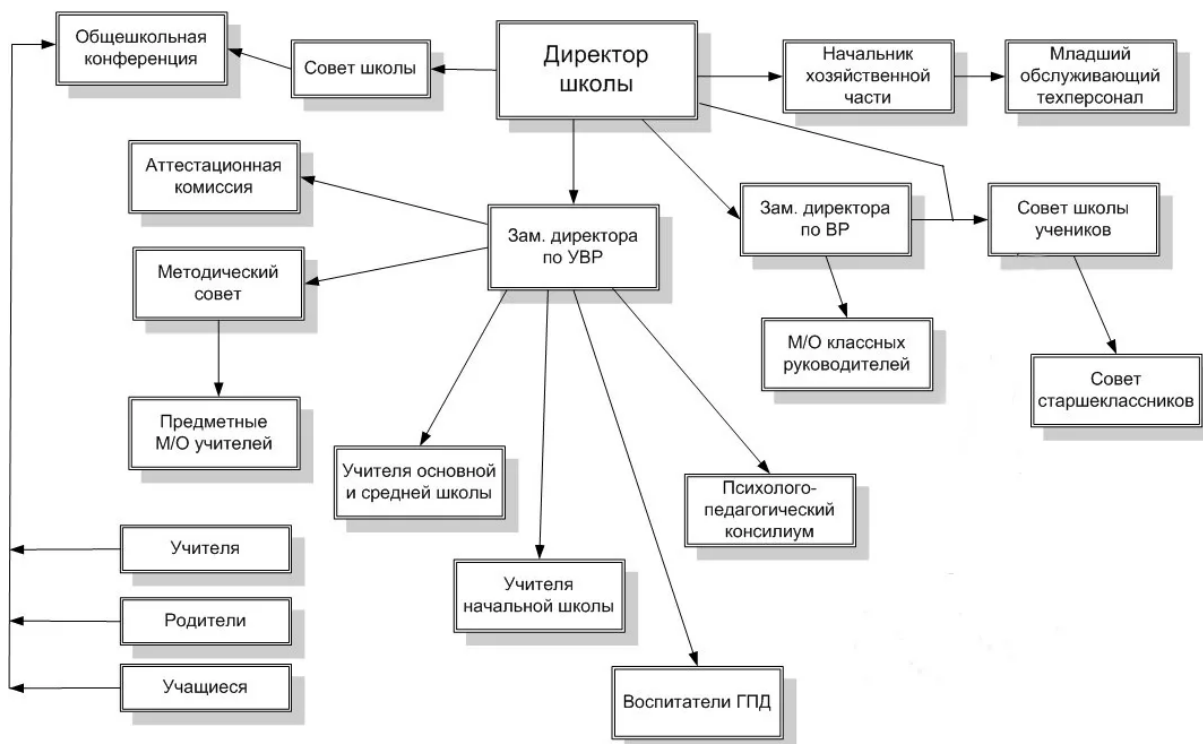 Общешкольная
конференция
Совет школы
Директор
школы
Начальник
хозяйственной
части
Младший
обслуживающий
техперсонал
Аттестационная
комиссия
Зам. директора
по УВР
Зам. директора
по ВР
Совет школы
учеников
Методический
совет
М/О классных
руководителей
Совет
старшеклассников
Предметные
М/О учителей
Учителя основной
и средней школы
Психолого-
педагогический
консилиум
Учителя
Учителя
начальной школы
Родители
Учащиеся
Воспитатели ГПД